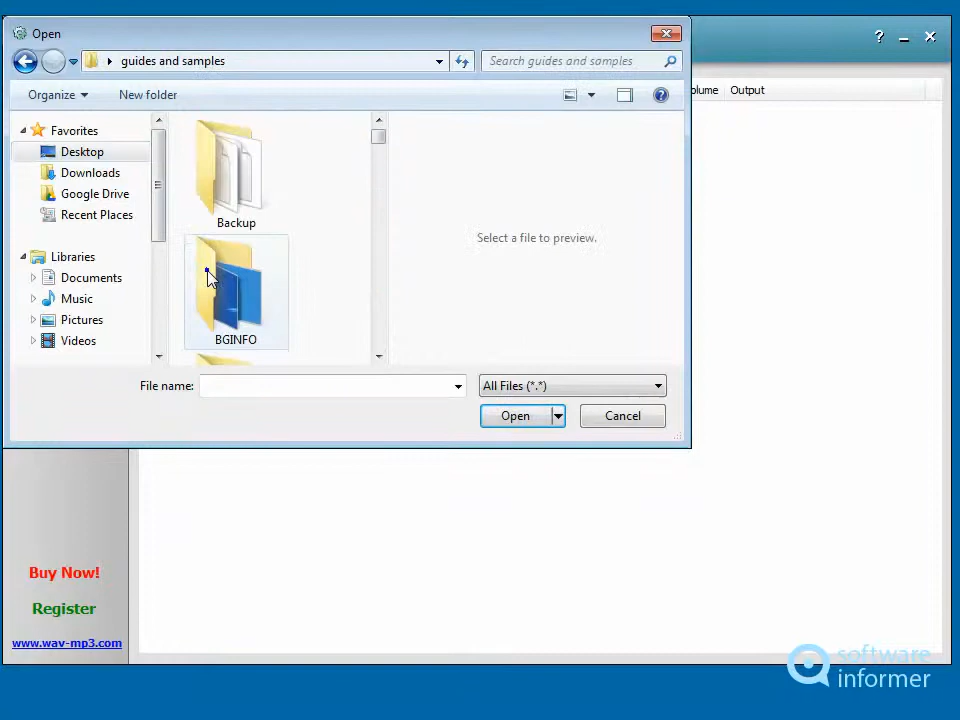 Open
guides and samples
Search guides and samples
Organize
New folder
olume
Output
Favorites
Desktop
Downloads
Google Drive
Recent Places
Libraries
Documents
Music
Pictures
Videos
Backup
BGINFO
Select a file to preview.
File name:
All Files (*.*)
Open
Cancel
Buy Now!
Register
www.wav-mp3.com
software
informer